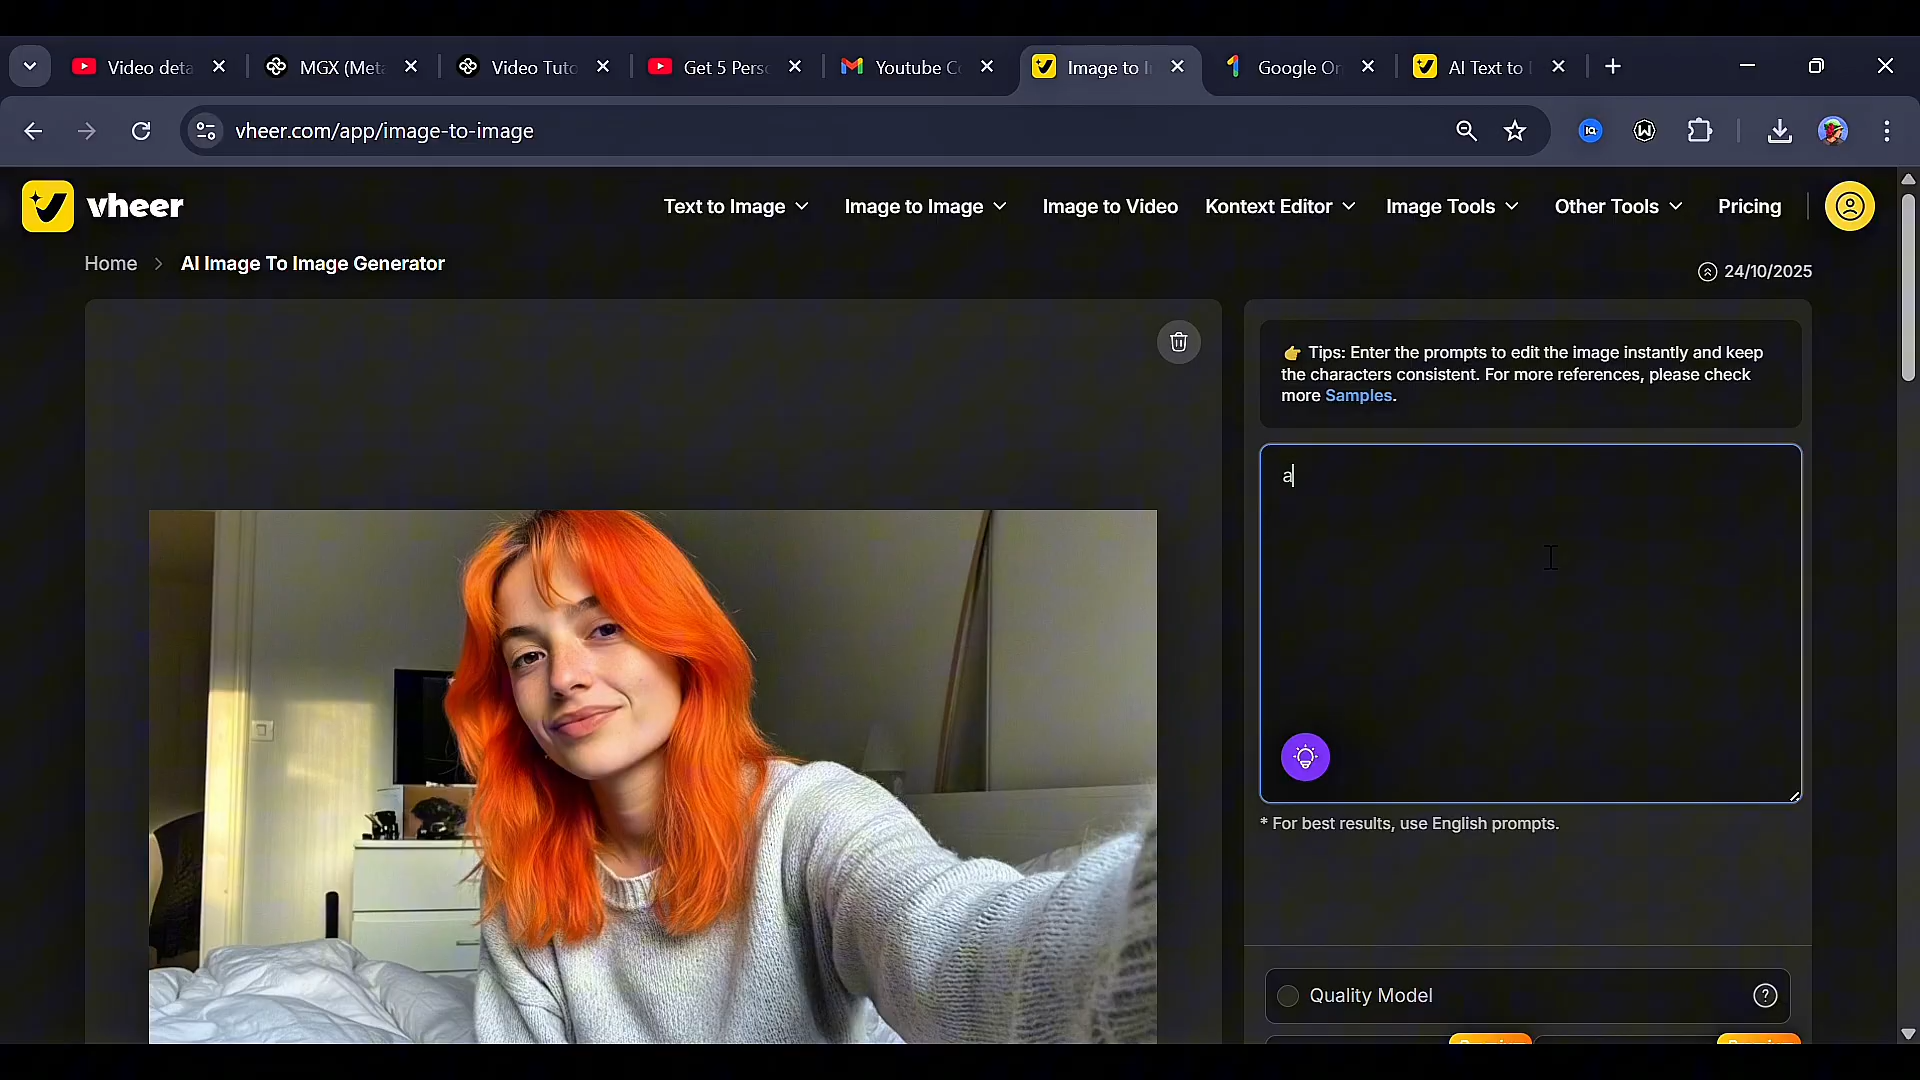 Video deta
MGX (Meta
Video Tuto
Get 5 Pers
Youtube C
Image to I
Google On
AI Text to I
vheer.com/app/image-to-image
vheer
Text to Image
Image to Image
Image to Video
Kontext Editor
Image Tools
Other Tools
Pricing
Home > AI Image To Image Generator
24/10/2025
👉 Tips: Enter the prompts to edit the image instantly and keep
the characters consistent. For more references, please check
more Samples.
a
* For best results, use English prompts.
Quality Model